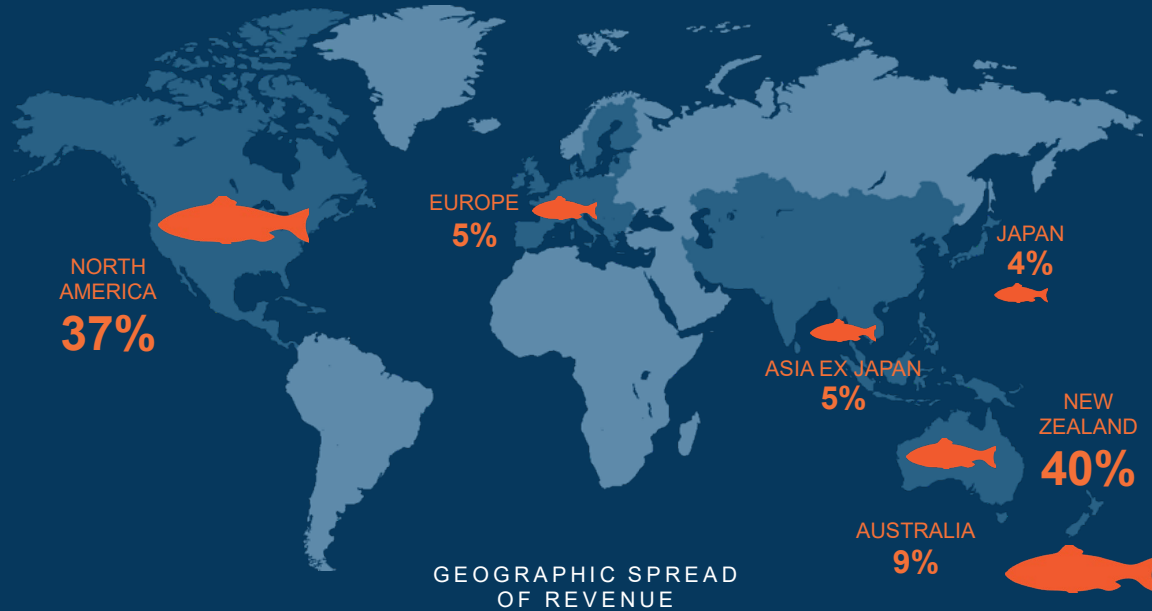 NORTH
AMERICA
37%
EUROPE
5%
JAPAN
4%
ASIA EX JAPAN
5%
NEW
ZEALAND
40%
AUSTRALIA
9%
GEOGRAPHIC SPREAD
OF REVENUE